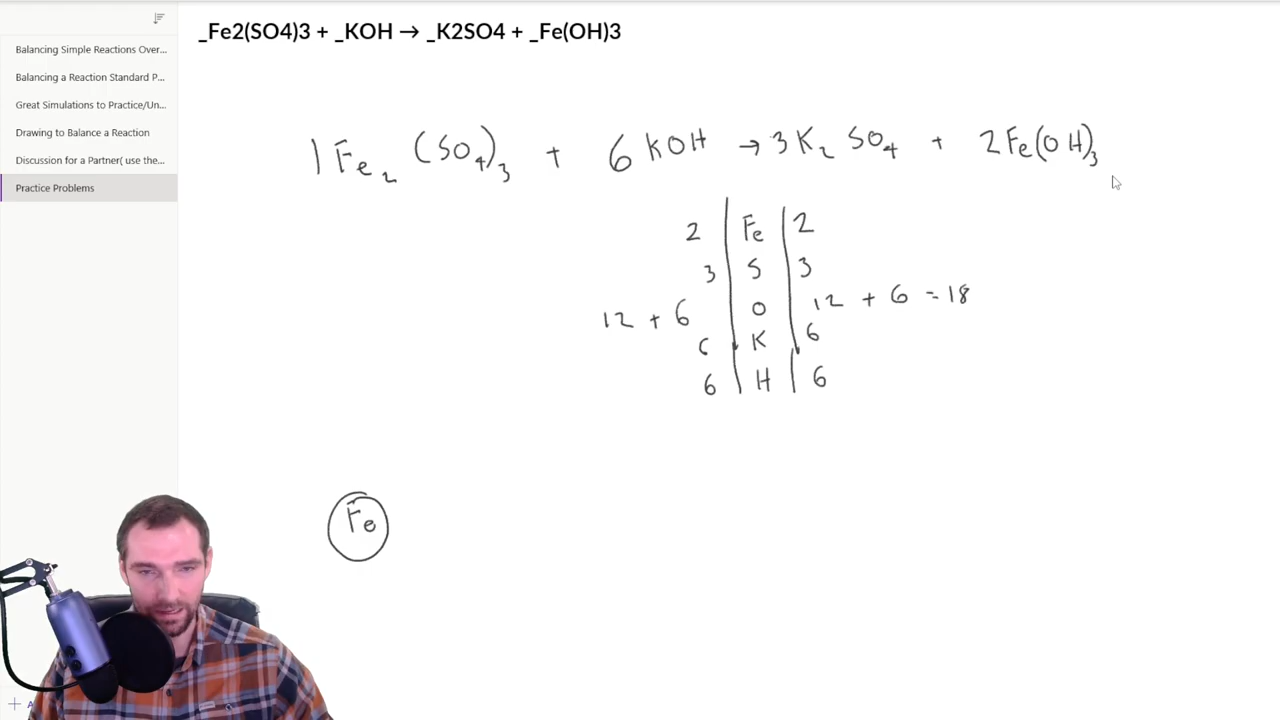 _Fe2(SO4)3 + _KOH → _K2SO4 + _Fe(OH)3
Balancing Simple Reactions Over...
Balancing a Reaction Standard P...
Great Simulations to Practice/Un...
Drawing to Balance a Reaction
Discussion for a Partner( use the...
Practice Problems
1 Fe2 (SO4)3 + 6 KOH → 3 K2 SO4 + 2 Fe(OH)3
2 | Fe | 2
3 | S | 3
12 + 6 | O | 12 + 6 = 18
6 | K | 6
6 | H | 6
Fe